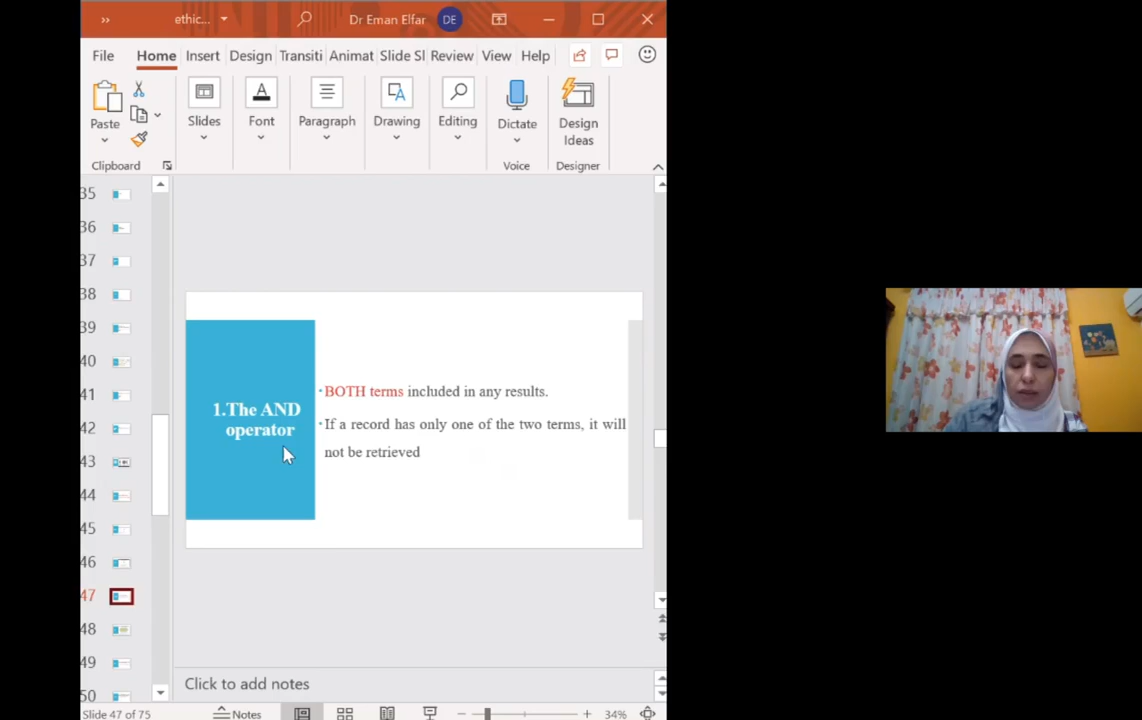 ethic...
Dr Eman Elfar
DE
File Home Insert Design Transiti Animat Slide Sl Review View Help
Paste
Slides
Font
Paragraph
Drawing
Editing
Dictate
Design
Ideas
Clipboard
Voice
Designer
35
36
37
38
39
40
41
42
43
44
45
46
47
48
49
50
1.The AND
operator
•BOTH terms included in any results.
•If a record has only one of the two terms, it will
not be retrieved
Click to add notes
Slide 47 of 75
Notes
34%